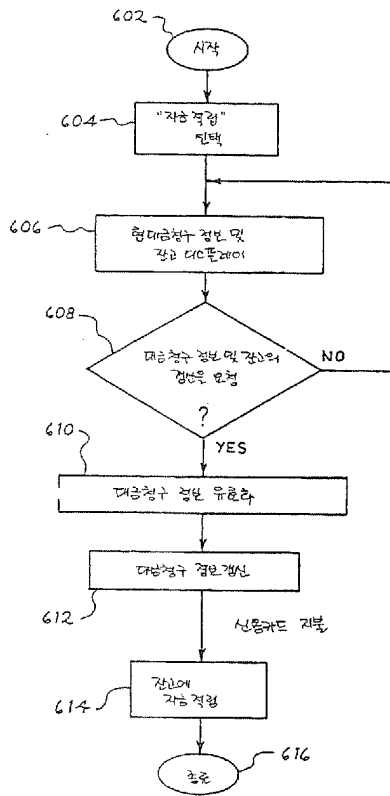 602
시작
604
"자금적립"
선택
606
현대금청구 정보 및
잔고 디스플레이
608
대금청구 정보 및 잔고의
갱신을 요청
?
NO
YES
610
대금청구 정보 유효화
대금청구 정보갱신
612
신용카드 지불
잔고에
자금적립
614
종료
616